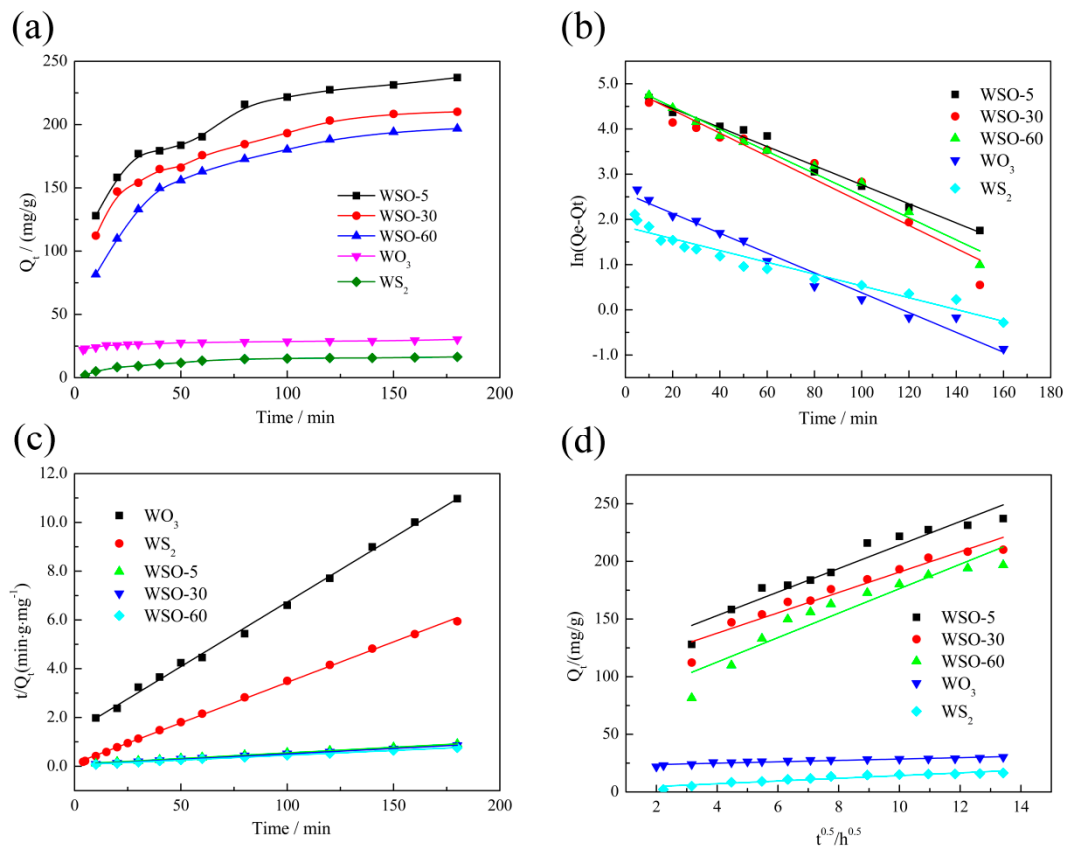 (a)
250
200
150
100
50
0
Qt / (mg/g)
0
50
100
150
200
Time / min
WSO-5
WSO-30
WSO-60
WO3
WS2
(b)
5.0
4.0
3.0
2.0
1.0
0.0
-1.0
ln(Qe-Qt)
0
20
40
60
80
100
120
140
160
180
Time / min
WSO-5
WSO-30
WSO-60
WO3
WS2
(c)
12.0
10.0
8.0
6.0
4.0
2.0
0.0
t/Qt(min·g·mg-1)
50
100
150
200
Time / min
WO3
WS2
WSO-5
WSO-30
WSO-60
(d)
250
200
150
100
50
0
Qt/(mg/g)
2
4
6
8
10
12
14
t0.5/h0.5
WSO-5
WSO-30
WSO-60
WO3
WS2